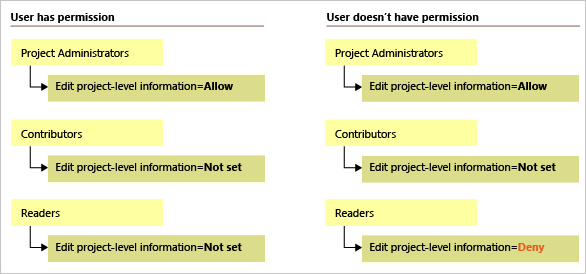 User has permission
Project Administrators
Edit project-level information=Allow
Contributors
Edit project-level information=Not set
Readers
Edit project-level information=Not set
User doesn't have permission
Project Administrators
Edit project-level information=Allow
Contributors
Edit project-level information=Not set
Readers
Edit project-level information=Deny